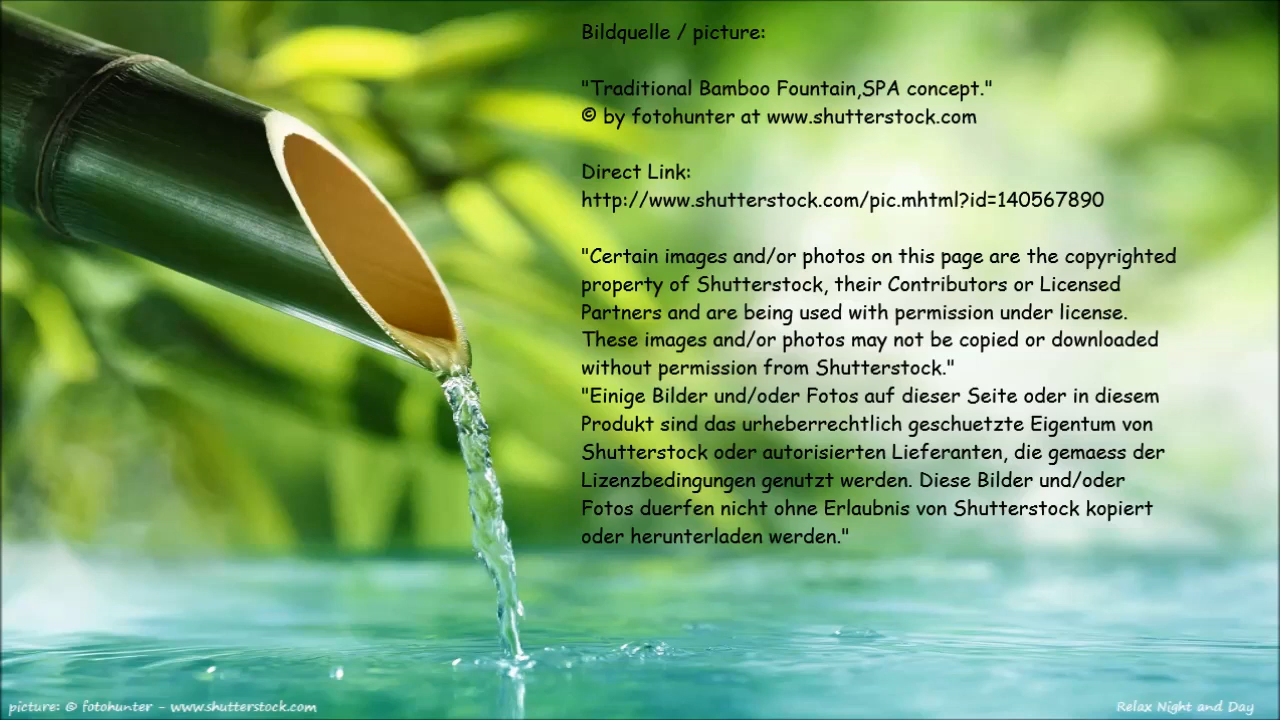 Bildquelle / picture:
"Traditional Bamboo Fountain,SPA concept."
© by fotohunter at www.shutterstock.com
Direct Link:
http://www.shutterstock.com/pic.mhtml?id=140567890
"Certain images and/or photos on this page are the copyrighted
property of Shutterstock, their Contributors or Licensed
Partners and are being used with permission under license.
These images and/or photos may not be copied or downloaded
without permission from Shutterstock."
"Einige Bilder und/oder Fotos auf dieser Seite oder in diesem
Produkt sind das urheberrechtlich geschuetzte Eigentum von
Shutterstock oder autorisierten Lieferanten, die gemaess der
Lizenzbedingungen genutzt werden. Diese Bilder und/oder
Fotos duerfen nicht ohne Erlaubnis von Shutterstock kopiert
oder herunterladen werden."
picture: © fotohunter - www.shutterstock.com
Relax Night and Day